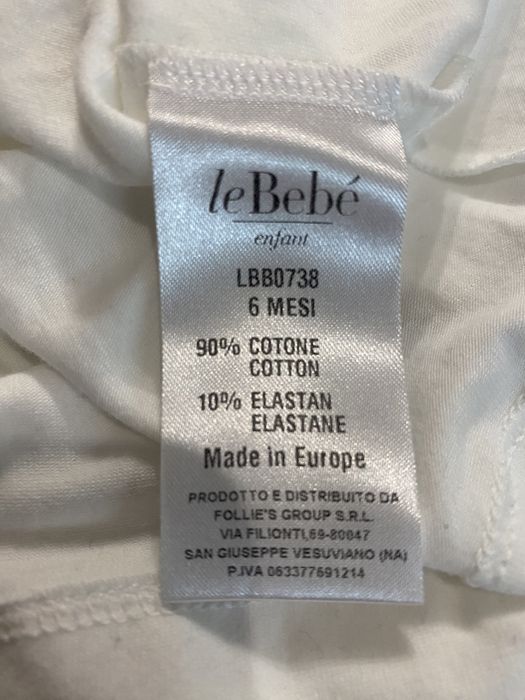 leBebé
enfant
LBB0738
6 MESI
90% COTONE
COTTON
10% ELASTAN
ELASTANE
Made in Europe
PRODOTTO E DISTRIBUITO DA
FOLLIE'S GROUP S.R.L.
VIA FILIONTI,69-80047
SAN GIUSEPPE VESUVIANO (NA)
P.IVA 063377691214